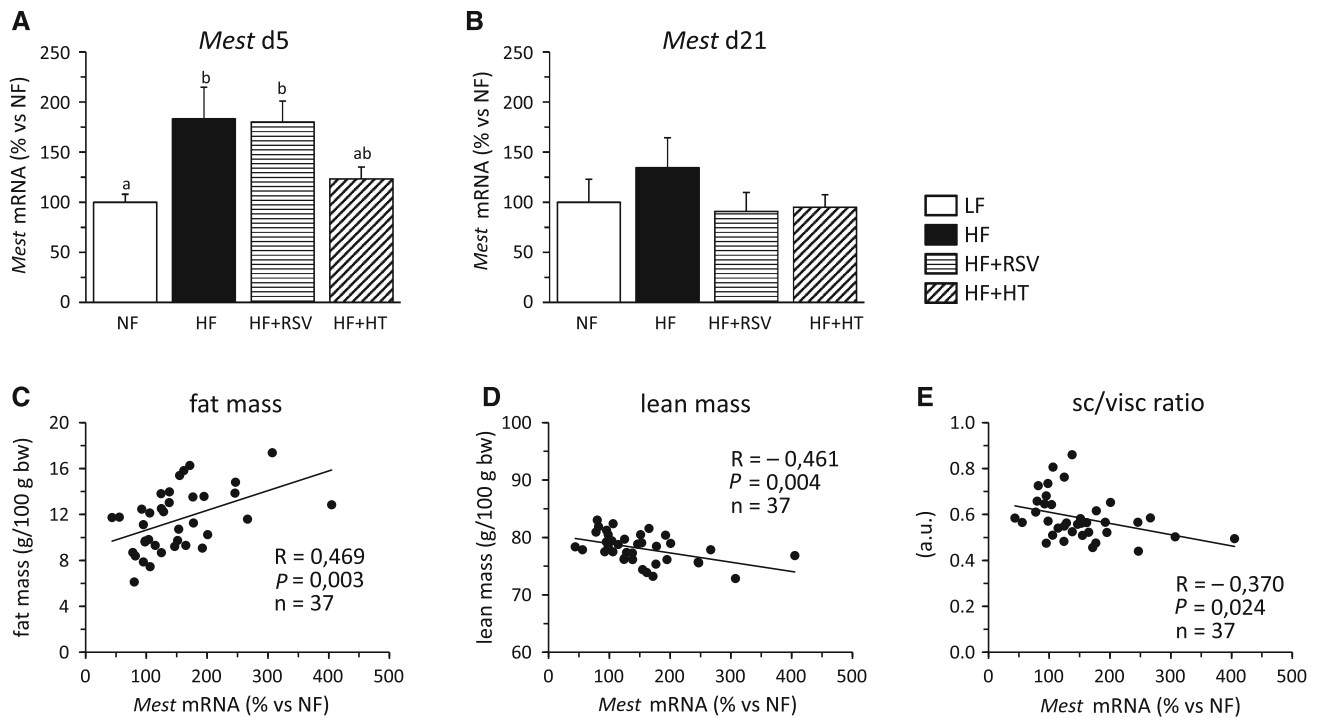 A
Mest d5
Mest mRNA (% vs NF)
250
200
150
100
50
0
a
b
b
ab
NF
HF
HF+RSV
HF+HT
B
Mest d21
Mest mRNA (% vs NF)
250
200
150
100
50
0
NF
HF
HF+RSV
HF+HT
LF
HF
HF+RSV
HF+HT
C
fat mass
fat mass (g/100 g bw)
20
16
12
8
4
0
R = 0,469
P = 0,003
n = 37
0 100 200 300 400 500
Mest mRNA (% vs NF)
D
lean mass
lean mass (g/100 g bw)
100
90
80
70
60
R = – 0,461
P = 0,004
n = 37
0 100 200 300 400 500
Mest mRNA (% vs NF)
E
sc/visc ratio
(a.u.)
1.0
0.8
0.6
0.4
0.2
0.0
R = – 0,370
P = 0,024
n = 37
0 100 200 300 400 500
Mest mRNA (% vs NF)